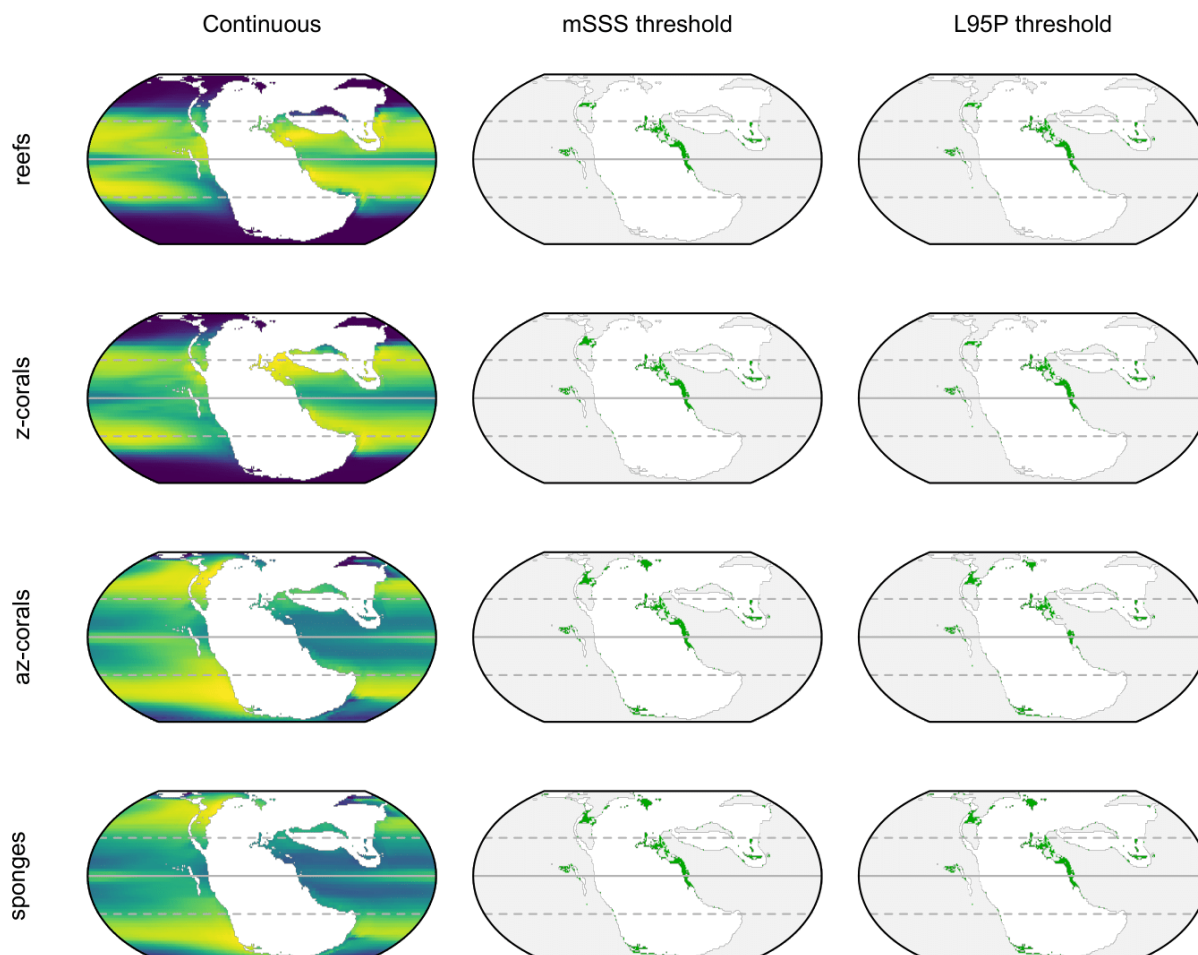 Continuous mSSS threshold L95P threshold
reefs
z-corals
az-corals
sponges